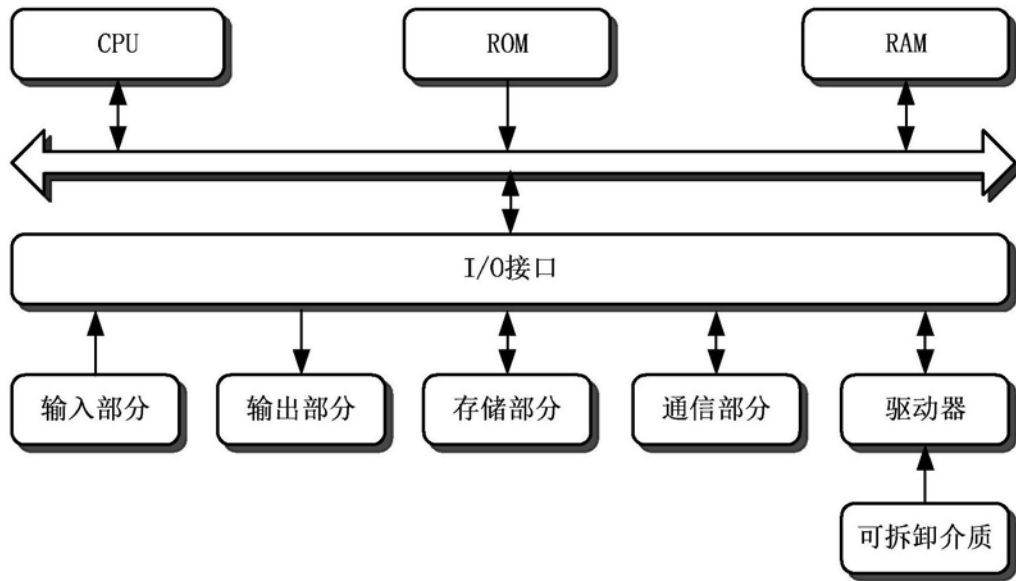 CPU
ROM
RAM
I/O接口
输入部分
输出部分
存储部分
通信部分
驱动器
可拆卸介质